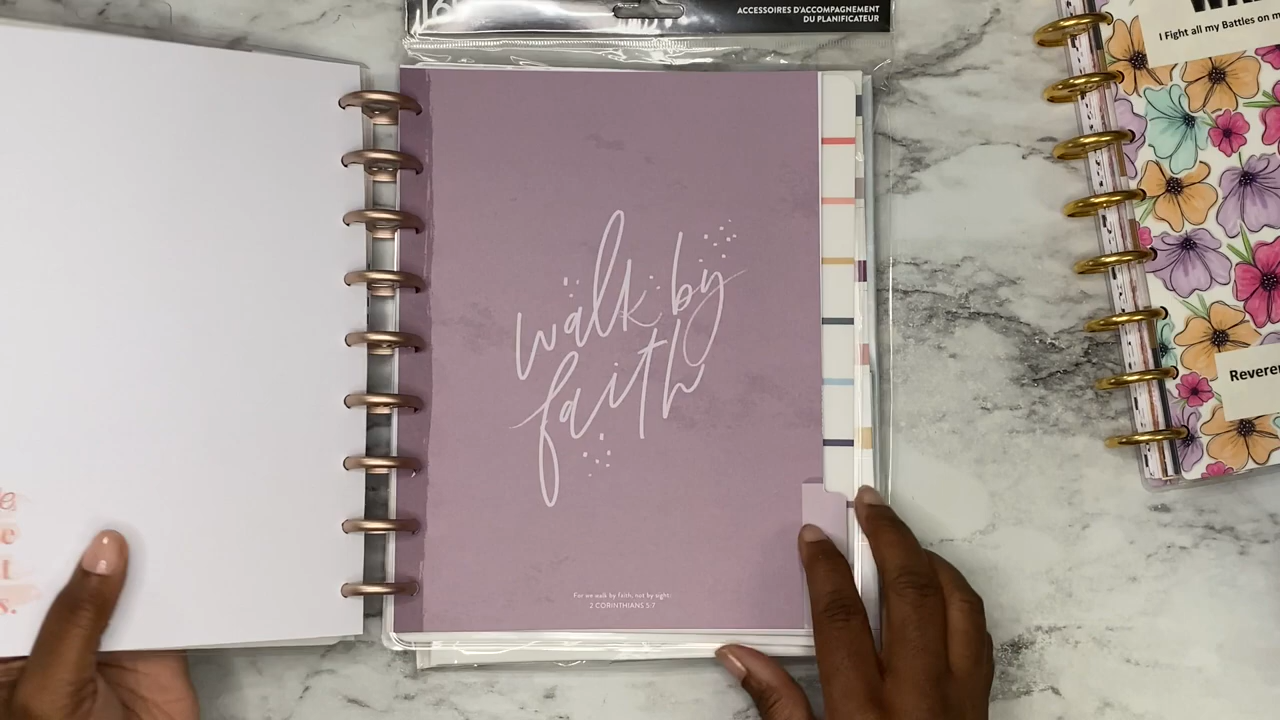 ACCESSOIRES D'ACCOMPAGNEMENT
DU PLANIFICATEUR
I Fight all my Battles on m
walk by
faith
For we walk by faith, not by sight;
2 CORINTHIANS 5:7
Reveren
e
t
s.